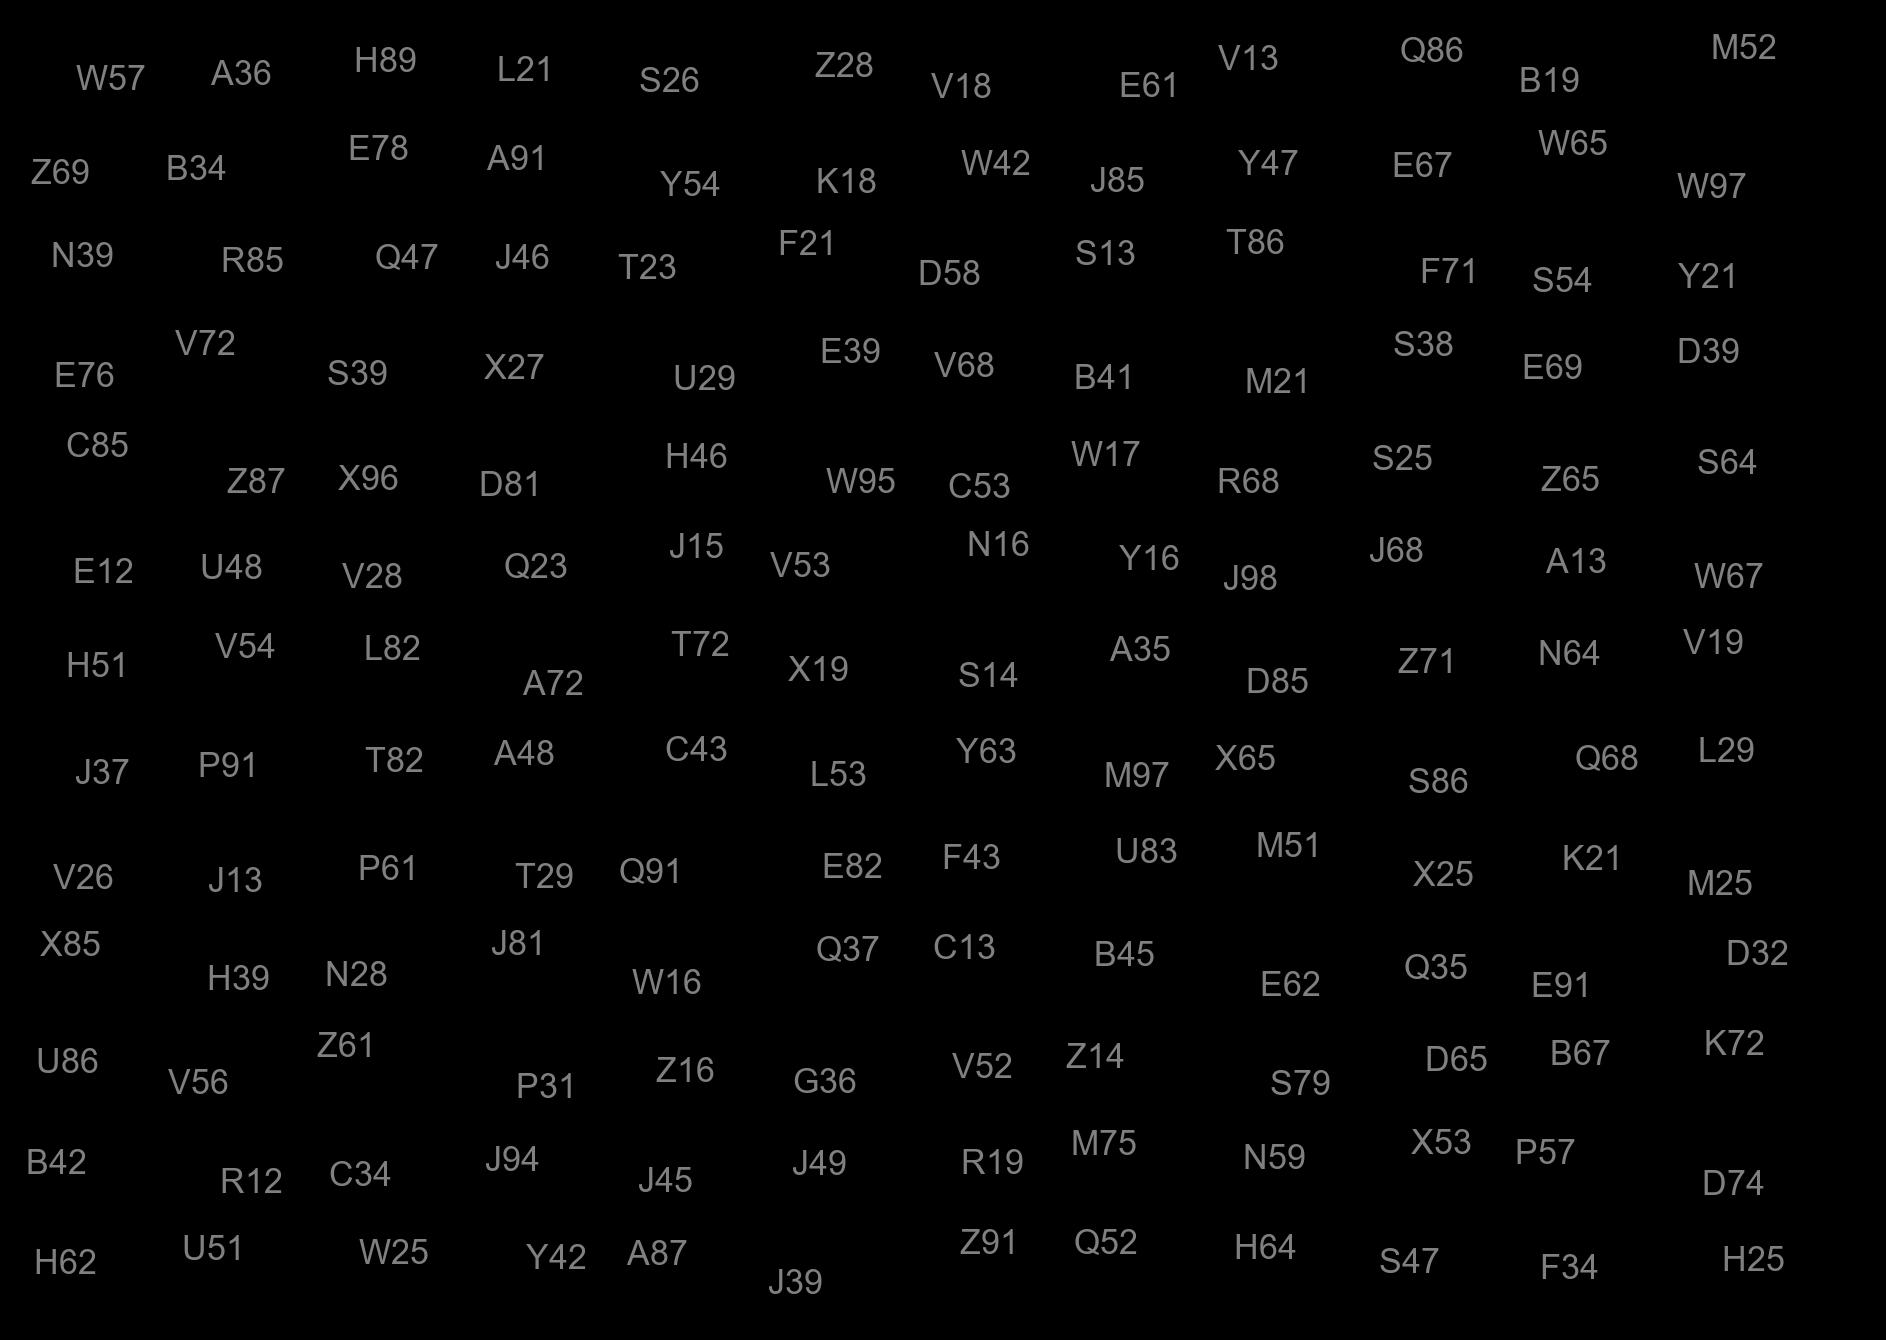 W57 A36 H89 L21 S26 Z28 V18 E61 V13 Q86 B19 M52
Z69 B34 E78 A91 Y54 K18 W42 J85 Y47 E67 W65 W97
N39 R85 Q47 J46 T23 F21 D58 S13 T86 F71 S54 Y21
E76 V72 S39 X27 U29 E39 V68 B41 M21 S38 E69 D39
C85 Z87 X96 D81 H46 W95 C53 W17 R68 S25 Z65 S64
E12 U48 V28 Q23 J15 V53 N16 Y16 J98 J68 A13 W67
H51 V54 L82 A72 T72 X19 S14 A35 D85 Z71 N64 V19
J37 P91 T82 A48 C43 L53 Y63 M97 X65 S86 Q68 L29
V26 J13 P61 T29 Q91 E82 F43 U83 M51 X25 K21 M25
X85 H39 N28 J81 W16 Q37 C13 B45 E62 Q35 E91 D32
U86 V56 Z61 P31 Z16 G36 V52 Z14 S79 D65 B67 K72
B42 R12 C34 J94 J45 J49 R19 M75 N59 X53 P57 D74
H62 U51 W25 Y42 A87 J39 Z91 Q52 H64 S47 F34 H25